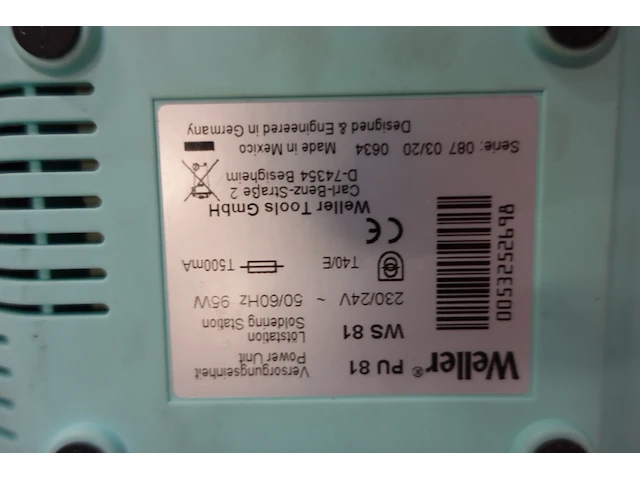 Weller® PU 81 Versorgungseinheit
Power Unit
WS 81 Lötstation
Soldering Station
230/24V ~ 50/60Hz 95W
T40/E T500mA
CE
Weller Tools GmbH
Carl-Benz-Straße 2
D-74354 Besigheim
Serie: 087 03/20 0634 Made in Mexico
Designed & Engineered in Germany
0053252698